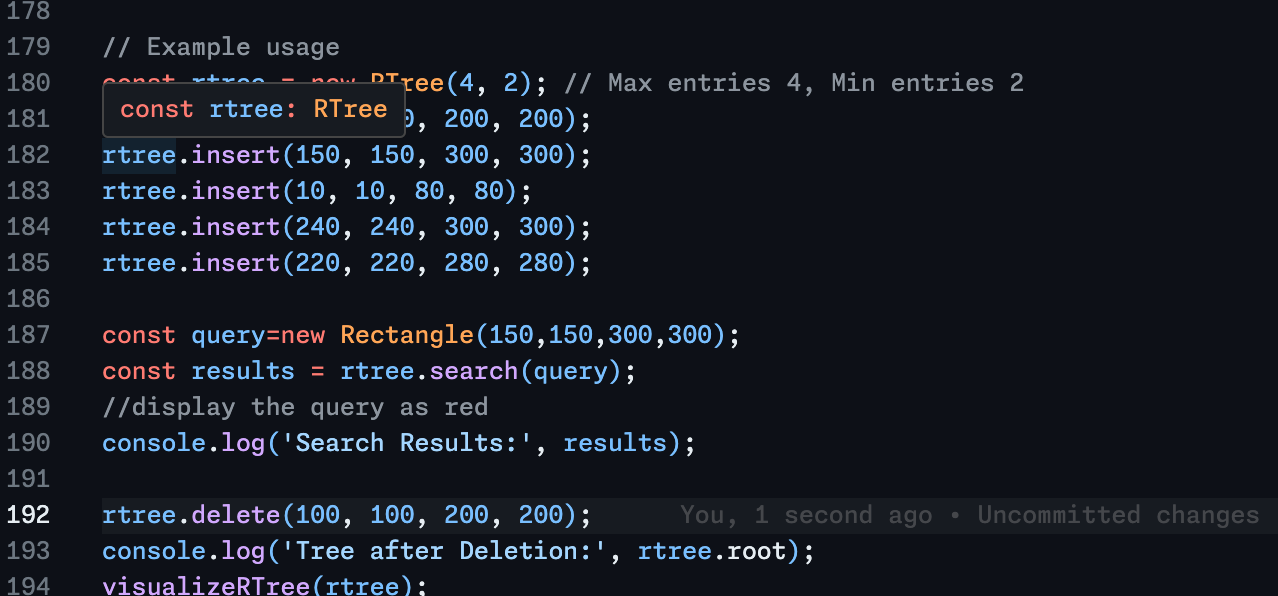 178
179 // Example usage
180 const rtree = new RTree(4, 2); // Max entries 4, Min entries 2
const rtree: RTree
181 0, 200, 200);
182 rtree.insert(150, 150, 300, 300);
183 rtree.insert(10, 10, 80, 80);
184 rtree.insert(240, 240, 300, 300);
185 rtree.insert(220, 220, 280, 280);
186
187 const query=new Rectangle(150,150,300,300);
188 const results = rtree.search(query);
189 //display the query as red
190 console.log('Search Results:', results);
191
192 rtree.delete(100, 100, 200, 200); You, 1 second ago • Uncommitted changes
193 console.log('Tree after Deletion:', rtree.root);
194 visualizeRTree(rtree);